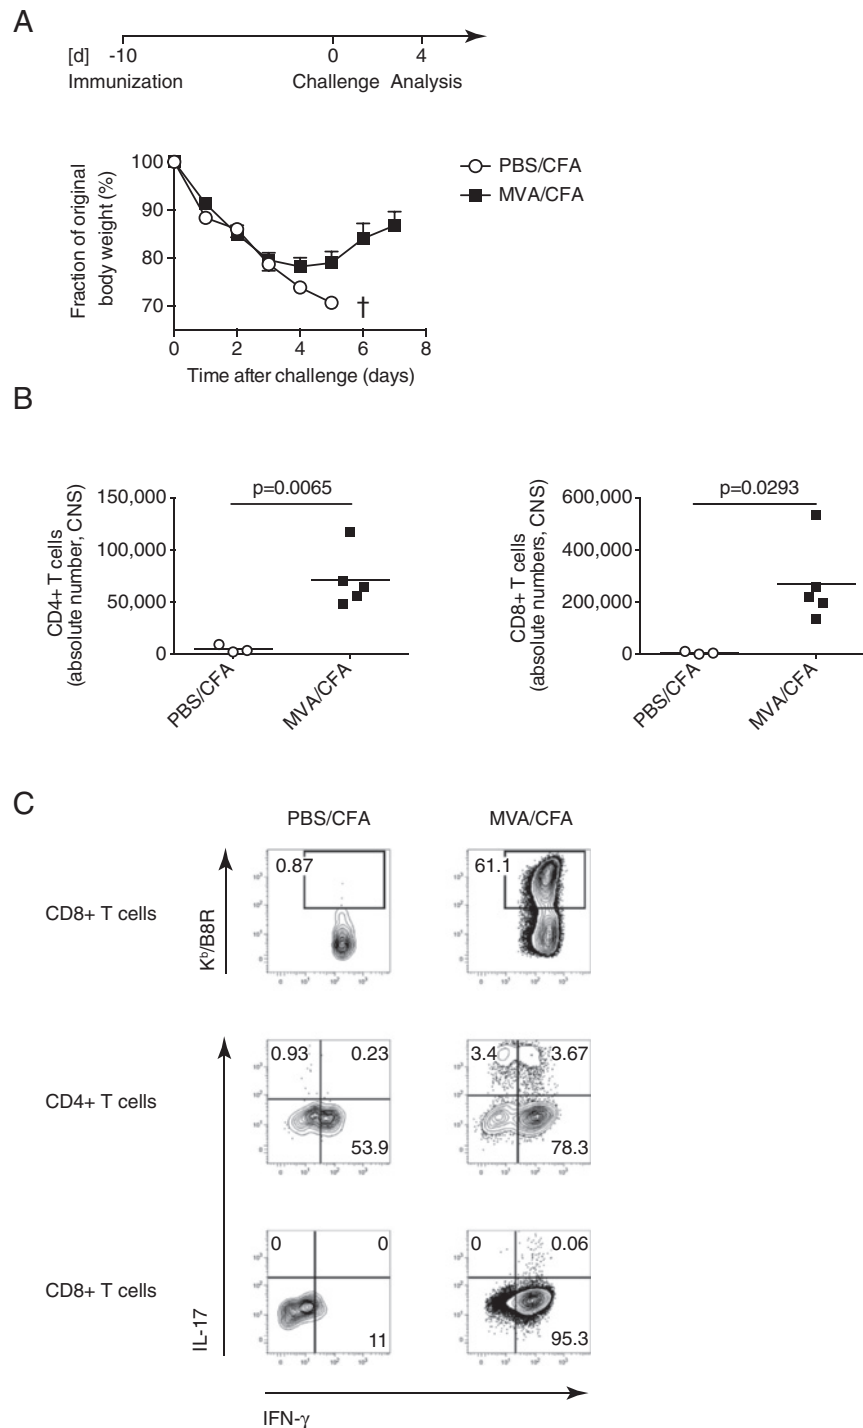 A
[d] -10 0 4
Immunization Challenge Analysis
Fraction of original
body weight (%)
100
90
80
70
0 2 4 6 8
Time after challenge (days)
†
PBS/CFA
MVA/CFA
B
CD4+ T cells
(absolute number, CNS)
150,000
100,000
50,000
0
p=0.0065
PBS/CFA
MVA/CFA
CD8+ T cells
(absolute numbers, CNS)
600,000
400,000
200,000
0
p=0.0293
PBS/CFA
MVA/CFA
C
PBS/CFA MVA/CFA
CD8+ T cells
Kᵇ/B8R
0.87
61.1
CD4+ T cells
0.93 0.23
53.9
3.4 3.67
78.3
CD8+ T cells
IL-17
0 0
11
0 0.06
95.3
IFN-γ